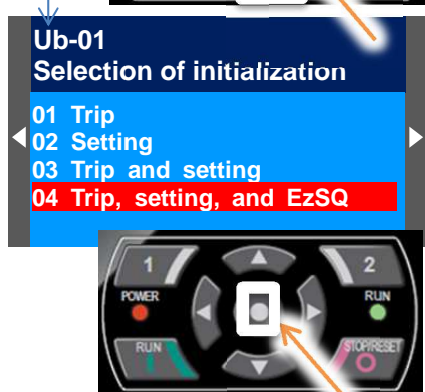 Ub-01
Selection of initialization
01 Trip
02 Setting
03 Trip and setting
04 Trip, setting, and EzSQ
1 2
POWER RUN
RUN STOP/RESET